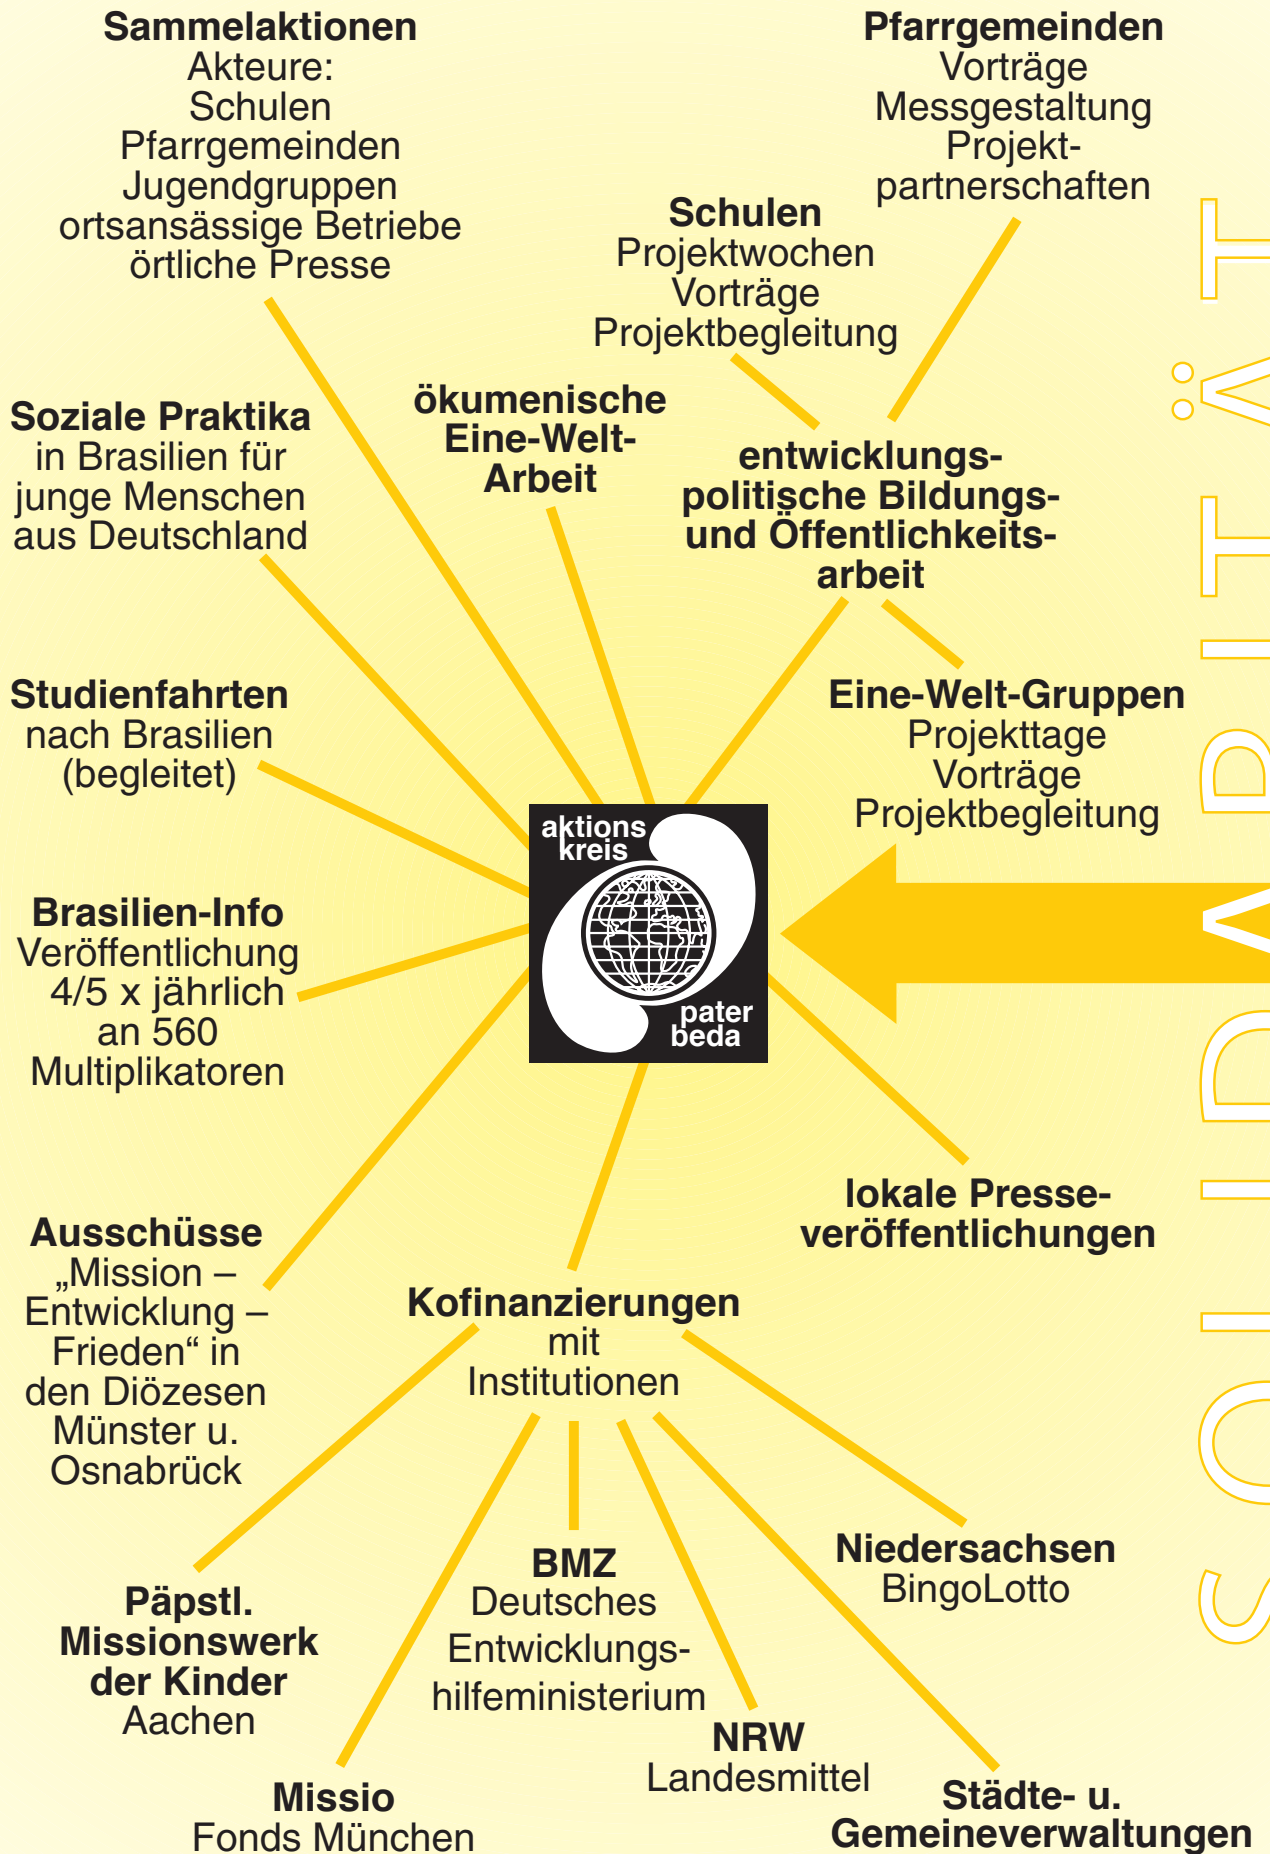 Sammelaktionen
Akteure:
Schulen
Pfarrgemeinden
Jugendgruppen
ortsansässige Betriebe
örtliche Presse
Pfarrgemeinden
Vorträge
Messgestaltung
Projekt-
partnerschaften
Schulen
Projektwochen
Vorträge
Projektbegleitung
ökumenische
Eine-Welt-
Arbeit
Soziale Praktika
in Brasilien für
junge Menschen
aus Deutschland
entwicklungs-
politische Bildungs-
und Öffentlichkeits-
arbeit
Studienfahrten
nach Brasilien
(begleitet)
Eine-Welt-Gruppen
Projekttage
Vorträge
Projektbegleitung
aktions
kreis
pater
beda
Brasilien-Info
Veröffentlichung
4/5 x jährlich
an 560
Multiplikatoren
lokale Presse-
veröffentlichungen
Ausschüsse
„Mission –
Entwicklung –
Frieden“ in
den Diözesen
Münster u.
Osnabrück
Kofinanzierungen
mit
Institutionen
Päpstl.
Missionswerk
der Kinder
Aachen
Missio
Fonds München
BMZ
Deutsches
Entwicklungs-
hilfeministerium
NRW
Landesmittel
Niedersachsen
BingoLotto
Städte- u.
Gemeineverwaltungen
SOLIDARITÄT